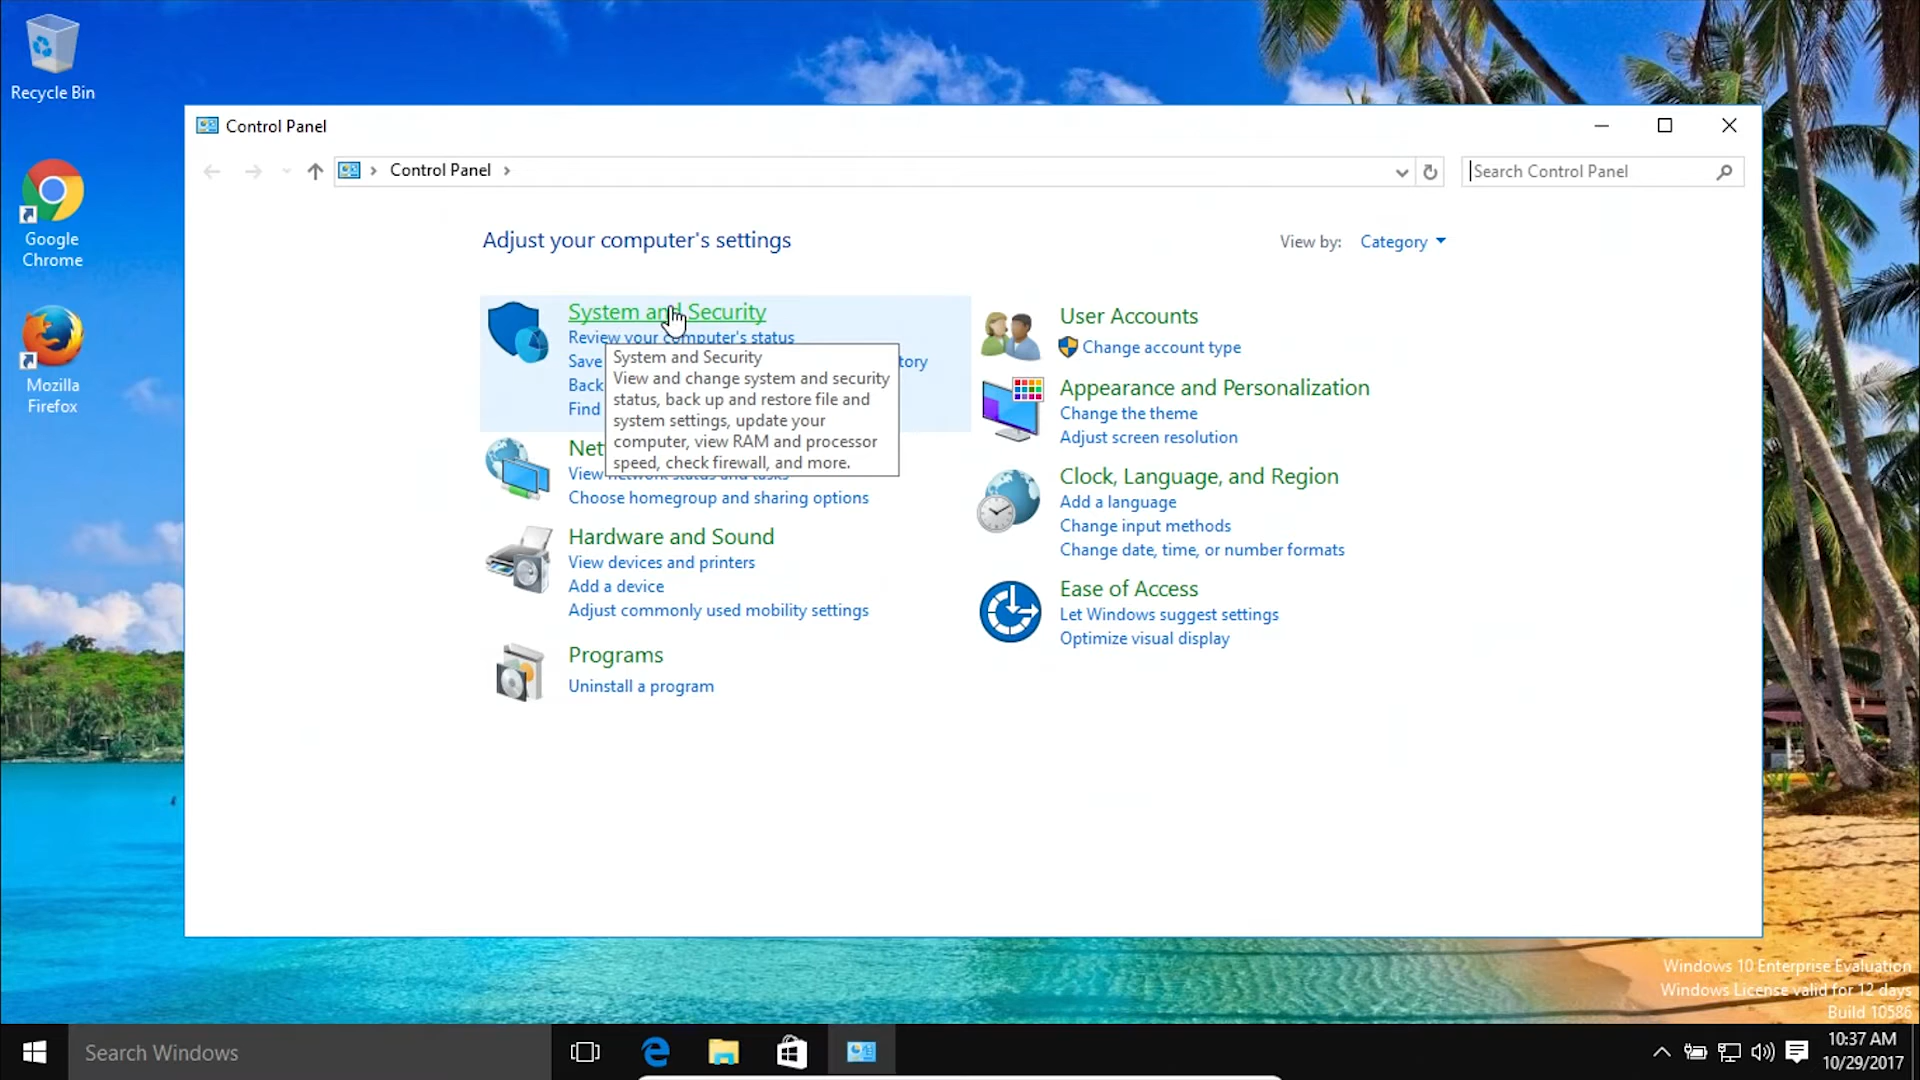 Recycle Bin
Google
Chrome
Mozilla
Firefox
Control Panel
Control Panel
Search Control Panel
Adjust your computer's settings
View by: Category
System and Security
Review your computer's status
Save
tory
Back
Find
System and Security
View and change system and security
status, back up and restore file and
system settings, update your
computer, view RAM and processor
speed, check firewall, and more.
Net
View network status and tasks
Choose homegroup and sharing options
Hardware and Sound
View devices and printers
Add a device
Adjust commonly used mobility settings
Programs
Uninstall a program
User Accounts
Change account type
Appearance and Personalization
Change the theme
Adjust screen resolution
Clock, Language, and Region
Add a language
Change input methods
Change date, time, or number formats
Ease of Access
Let Windows suggest settings
Optimize visual display
Windows 10 Enterprise Evaluation
Windows License valid for 12 days
Build 10586
Search Windows
10:37 AM
10/29/2017